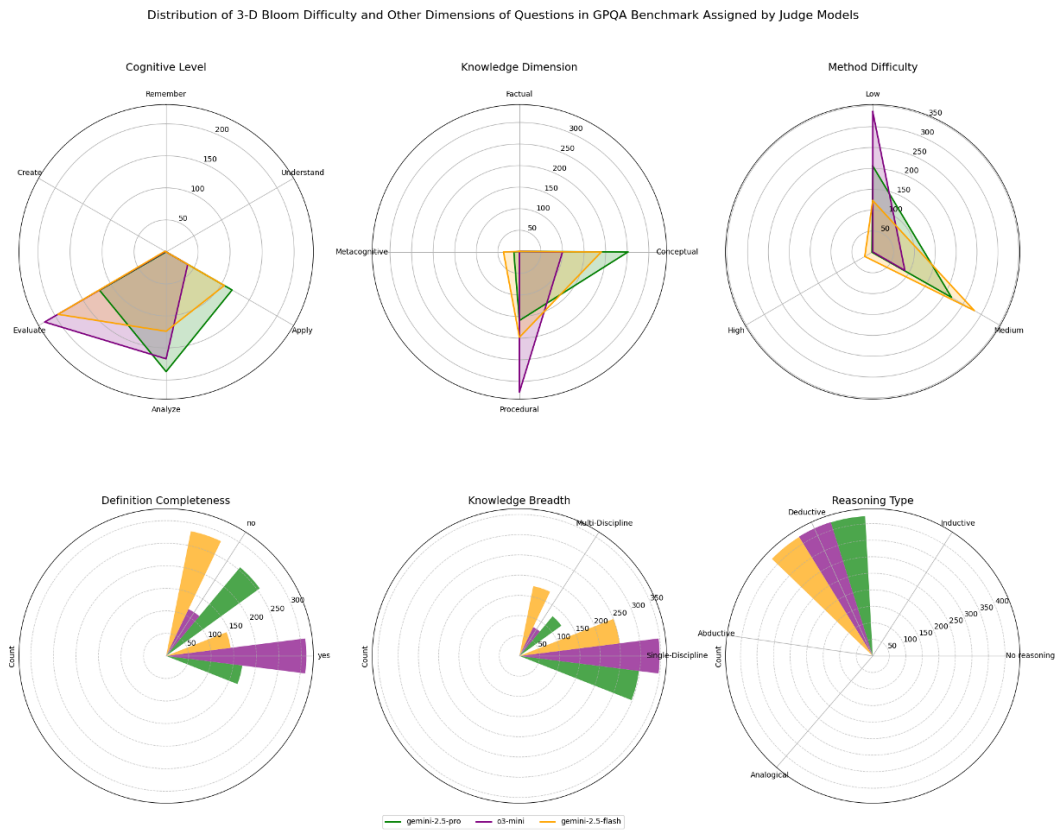 Distribution of 3-D Bloom Difficulty and Other Dimensions of Questions in GPQA Benchmark Assigned by Judge Models
Cognitive Level
Remember
Understand
Create
Evaluate
Apply
Analyze
50
100
150
200
Knowledge Dimension
Factual
Metacognitive
Conceptual
Procedural
50
100
150
200
250
300
Method Difficulty
Low
High
Medium
50
100
150
200
250
300
350
Definition Completeness
no
yes
Count
50
100
150
200
250
300
Knowledge Breadth
Multi-Discipline
Single-Discipline
Count
50
100
150
200
250
300
350
Reasoning Type
Deductive
Inductive
Abductive
No reasoning
Analogical
Count
50
100
150
200
250
300
350
400
gemini-2.5-pro
o3-mini
gemini-2.5-flash